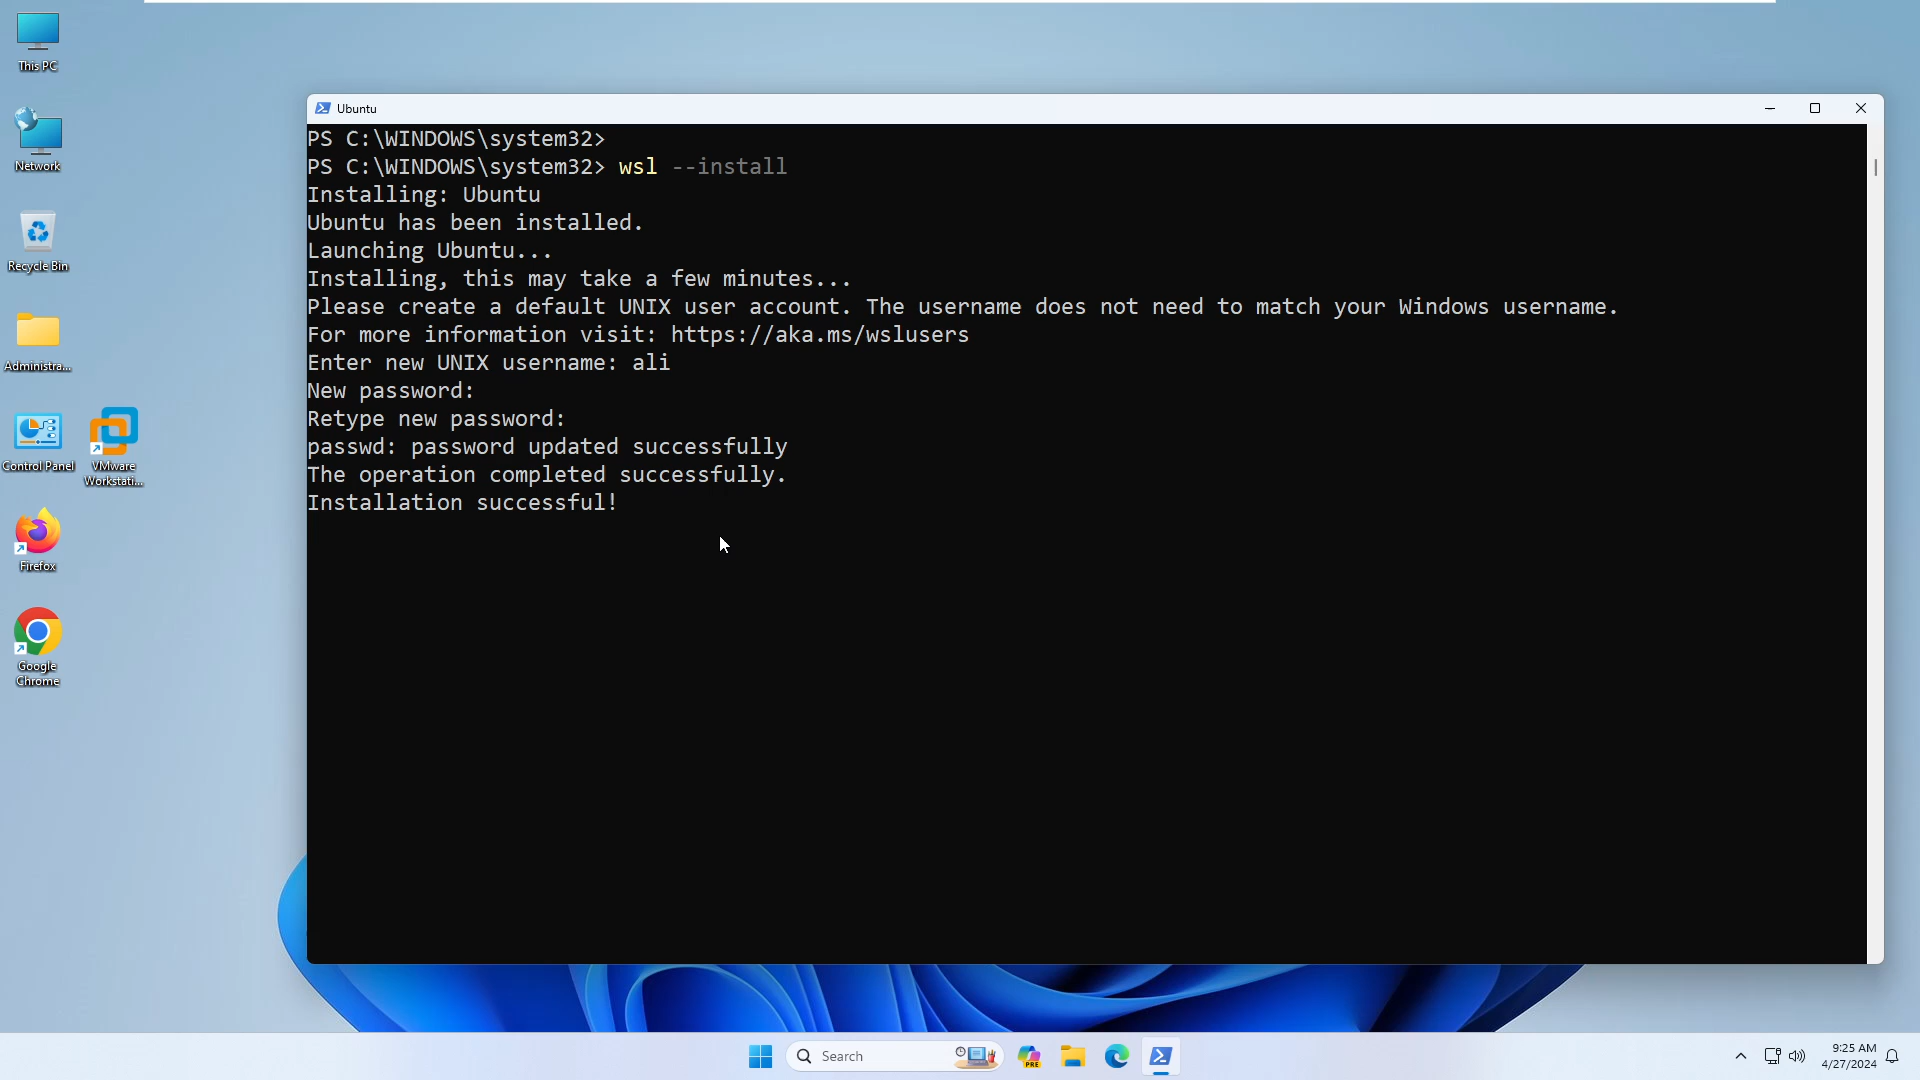 This PC
Network
Recycle Bin
Administra...
Control Panel
VMware
Workstati...
Firefox
Google
Chrome
Ubuntu
PS C:\WINDOWS\system32>
PS C:\WINDOWS\system32> wsl --install
Installing: Ubuntu
Ubuntu has been installed.
Launching Ubuntu...
Installing, this may take a few minutes...
Please create a default UNIX user account. The username does not need to match your Windows username.
For more information visit: https://aka.ms/wslusers
Enter new UNIX username: ali
New password:
Retype new password:
passwd: password updated successfully
The operation completed successfully.
Installation successful!
Search
PRE
9:25 AM
4/27/2024